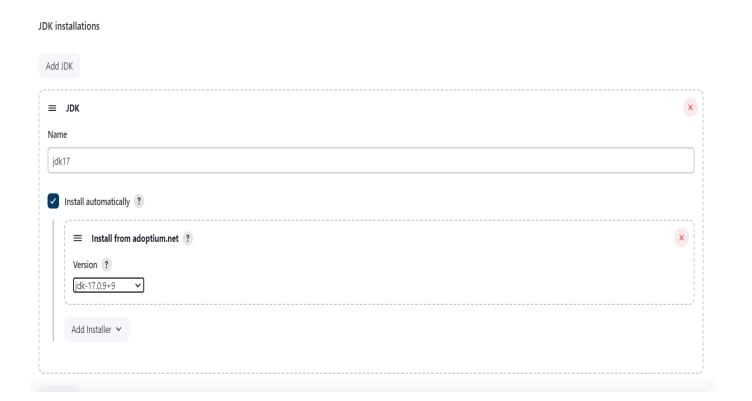 JDK installations
Add JDK
JDK
X
Name
jdk17
Install automatically ?
Install from adoptium.net ?
X
Version ?
jdk-17.0.9+9
Add Installer